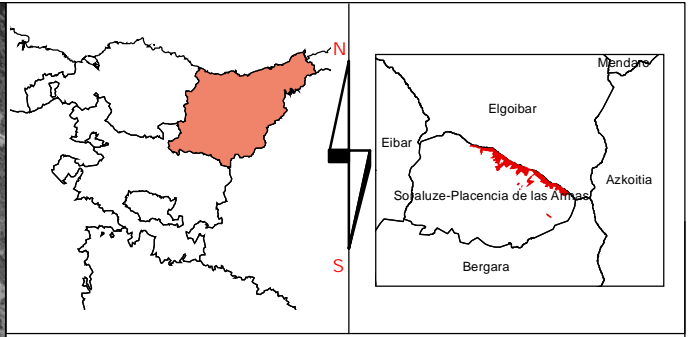 N
Mendaro
Elgoibar
Eibar
Azkoitia
Soraluze-Placencia de las Armas
S
Bergara